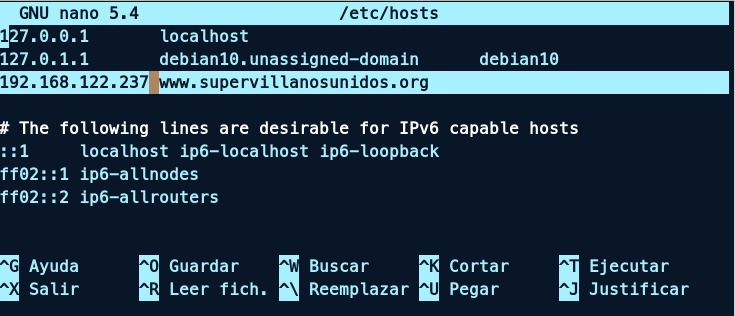 GNU nano 5.4 /etc/hosts
127.0.0.1 localhost
127.0.1.1 debian10.unassigned-domain debian10
192.168.122.237 www.supervillanosunidos.org
# The following lines are desirable for IPv6 capable hosts
::1 localhost ip6-localhost ip6-loopback
ff02::1 ip6-allnodes
ff02::2 ip6-allrouters
^G Ayuda ^O Guardar ^W Buscar ^K Cortar ^T Ejecutar
^X Salir ^R Leer fich. ^\ Reemplazar ^U Pegar ^J Justificar